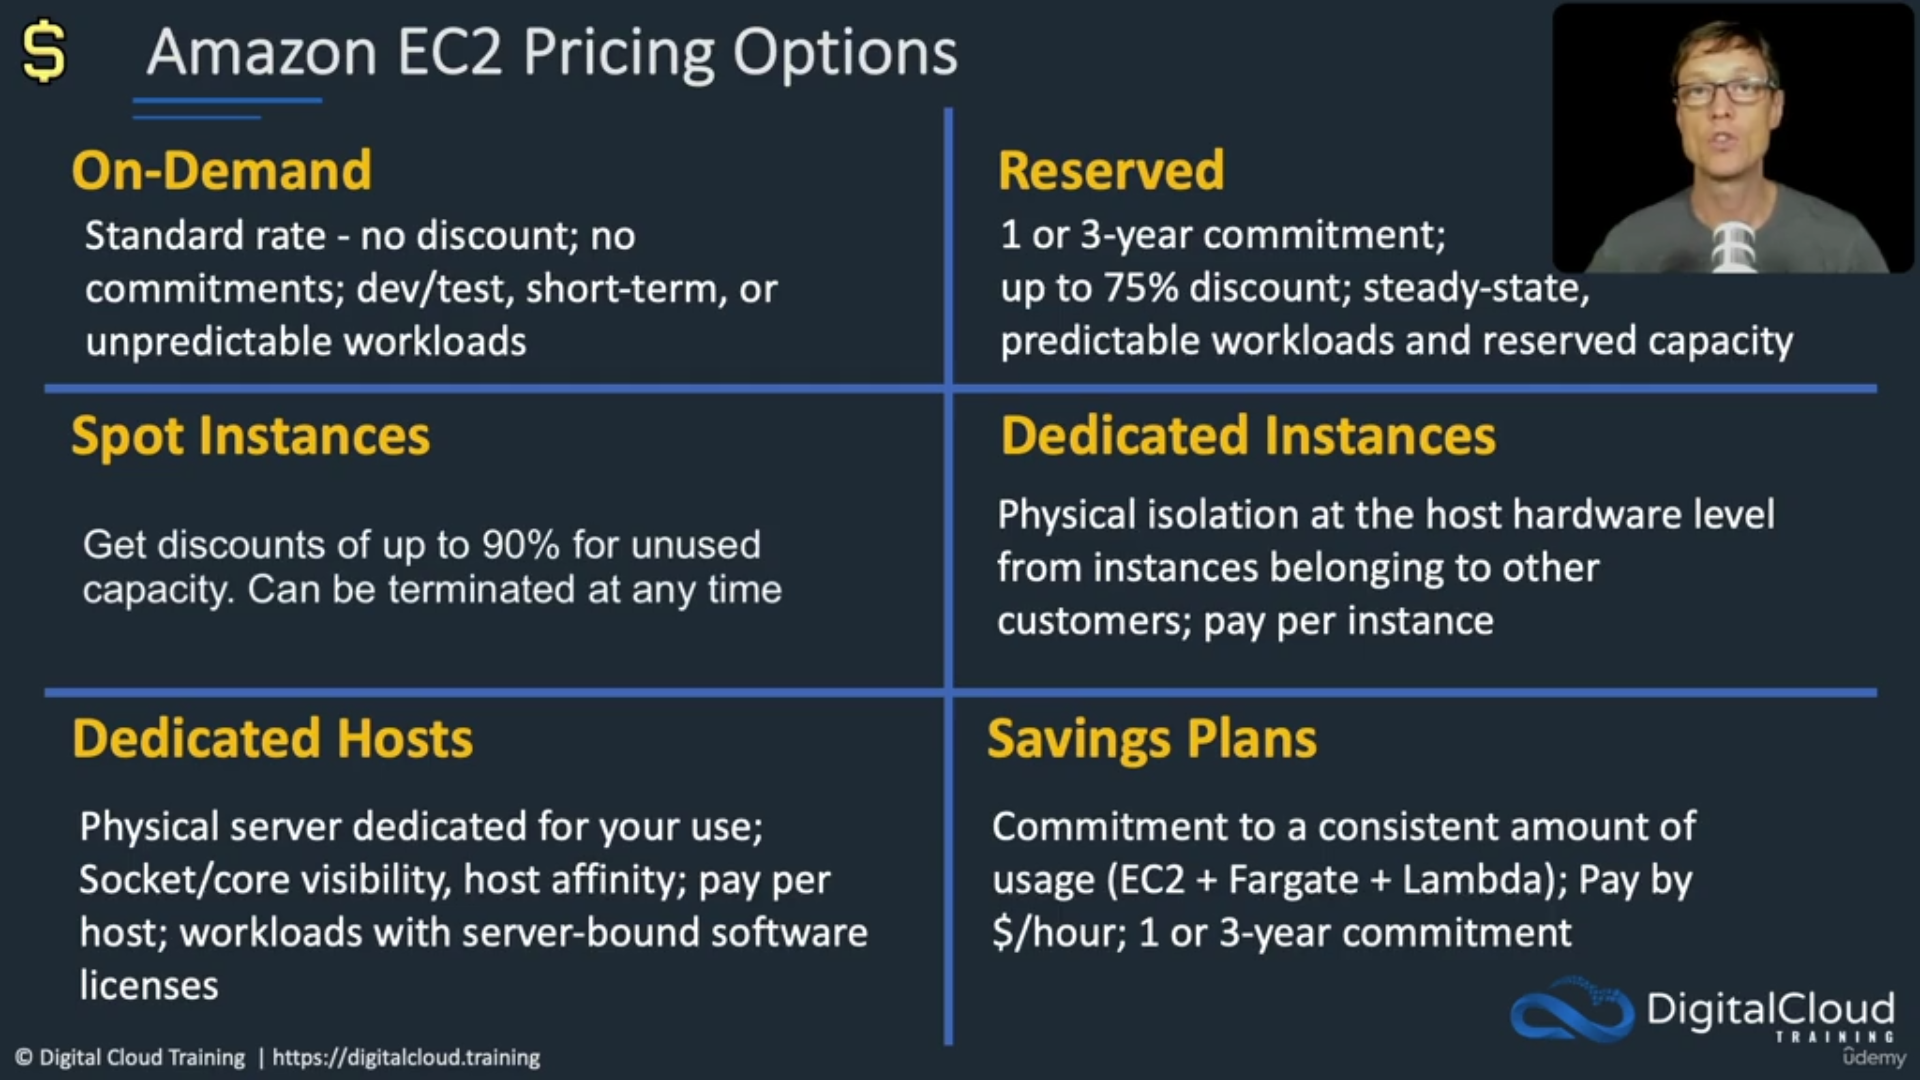 $ Amazon EC2 Pricing Options
On-Demand
Standard rate - no discount; no
commitments; dev/test, short-term, or
unpredictable workloads
Reserved
1 or 3-year commitment;
up to 75% discount; steady-state,
predictable workloads and reserved capacity
Spot Instances
Get discounts of up to 90% for unused
capacity. Can be terminated at any time
Dedicated Instances
Physical isolation at the host hardware level
from instances belonging to other
customers; pay per instance
Dedicated Hosts
Physical server dedicated for your use;
Socket/core visibility, host affinity; pay per
host; workloads with server-bound software
licenses
Savings Plans
Commitment to a consistent amount of
usage (EC2 + Fargate + Lambda); Pay by
$/hour; 1 or 3-year commitment
DigitalCloud
TRAINING
ûdemy
© Digital Cloud Training | https://digitalcloud.training